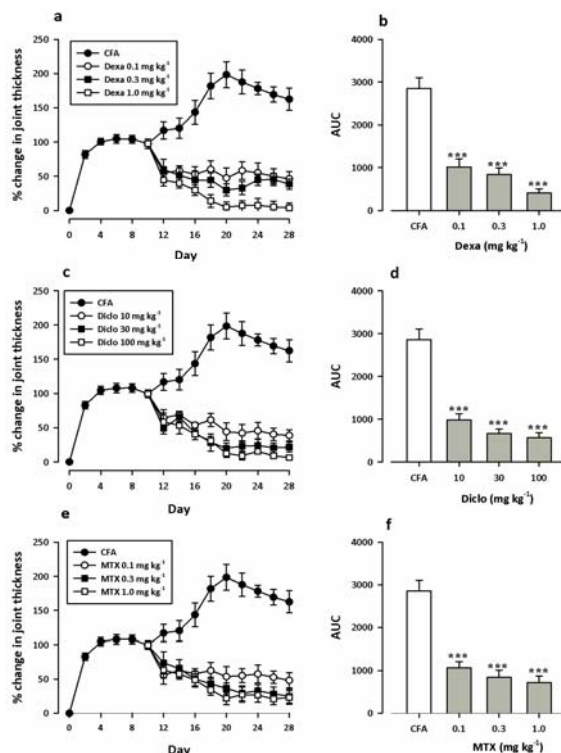 a
% change in joint thickness
250
200
150
100
50
0
CFA
Dexa 0.1 mg kg⁻¹
Dexa 0.3 mg kg⁻¹
Dexa 1.0 mg kg⁻¹
0 4 8 12 16 20 24 28
Day
b
AUC
4000
3000
2000
1000
0
***
***
***
CFA 0.1 0.3 1.0
Dexa (mg kg⁻¹)
c
% change in joint thickness
250
200
150
100
50
0
CFA
Diclo 10 mg kg⁻¹
Diclo 30 mg kg⁻¹
Diclo 100 mg kg⁻¹
0 4 8 12 16 20 24 28
Day
d
AUC
4000
3000
2000
1000
0
***
***
***
CFA 10 30 100
Diclo (mg kg⁻¹)
e
% change in joint thickness
250
200
150
100
50
0
CFA
MTX 0.1 mg kg⁻¹
MTX 0.3 mg kg⁻¹
MTX 1.0 mg kg⁻¹
0 4 8 12 16 20 24 28
Day
f
AUC
4000
3000
2000
1000
0
***
***
***
CFA 0.1 0.3 1.0
MTX (mg kg⁻¹)